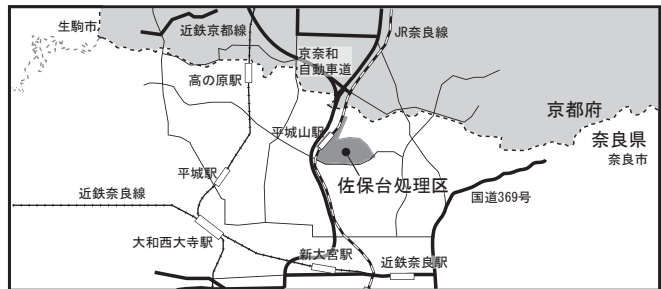 生駒市
近鉄京都線
JR奈良線
京奈和
自動車道
高の原駅
京都府
平城山駅
奈良県
奈良市
平城駅
佐保台処理区
近鉄奈良線
国道369号
大和西大寺駅
新大宮駅
近鉄奈良駅